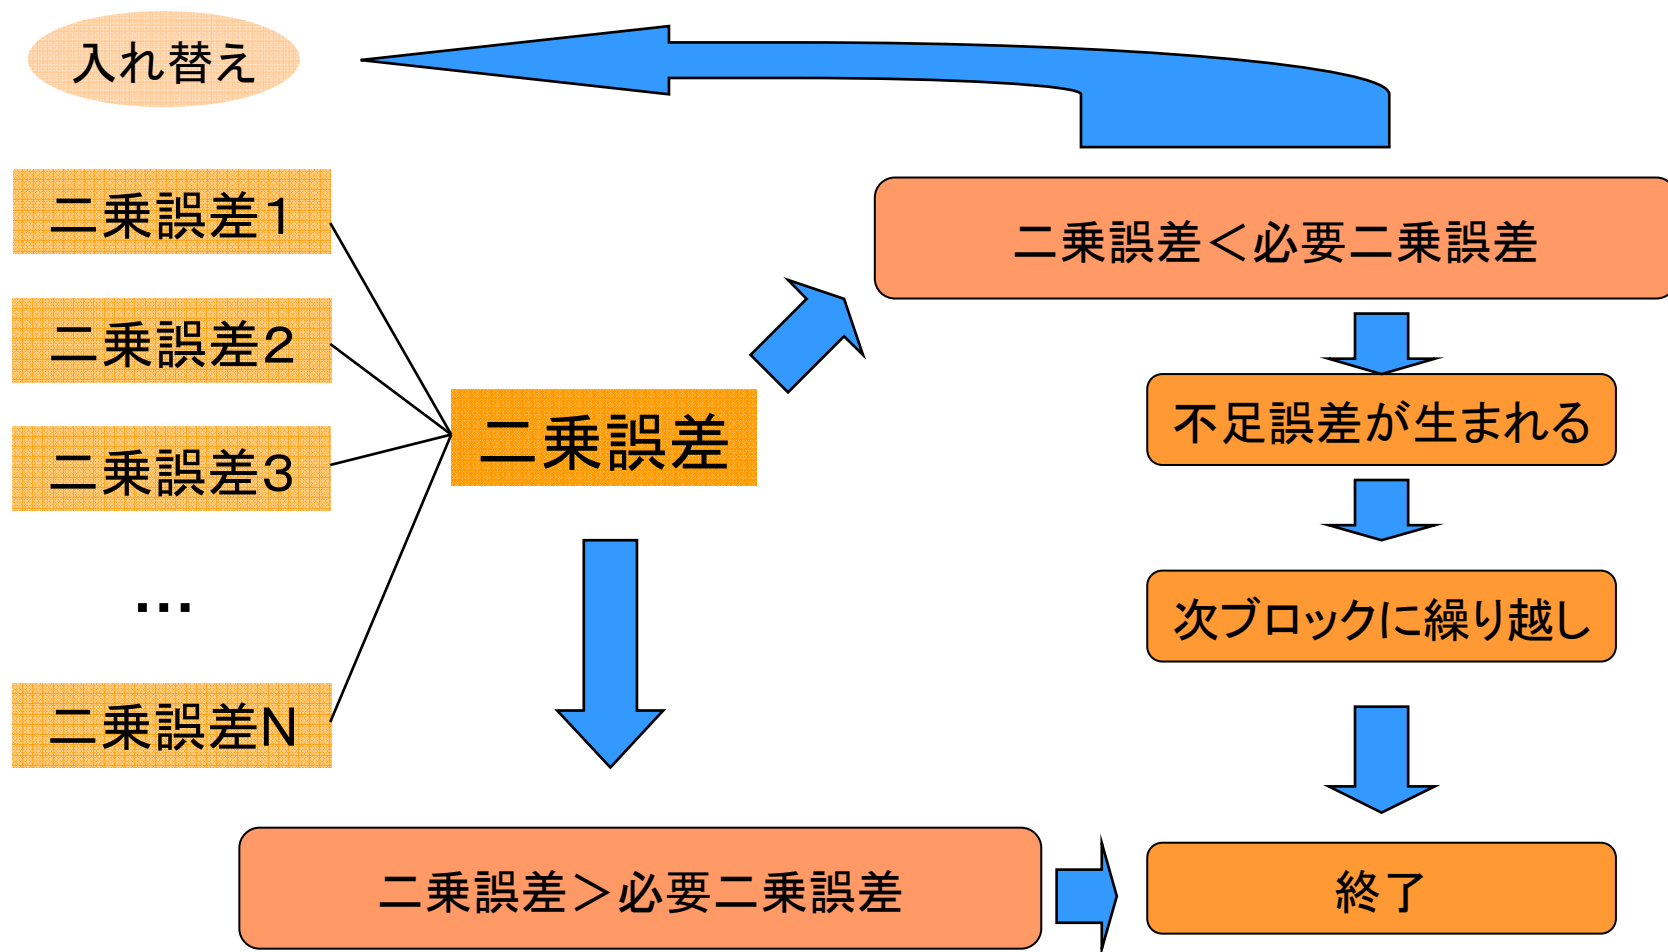 入れ替え
二乗誤差1
二乗誤差2
二乗誤差3
…
二乗誤差N
二乗誤差
二乗誤差＜必要二乗誤差
不足誤差が生まれる
次ブロックに繰り越し
二乗誤差＞必要二乗誤差
終了